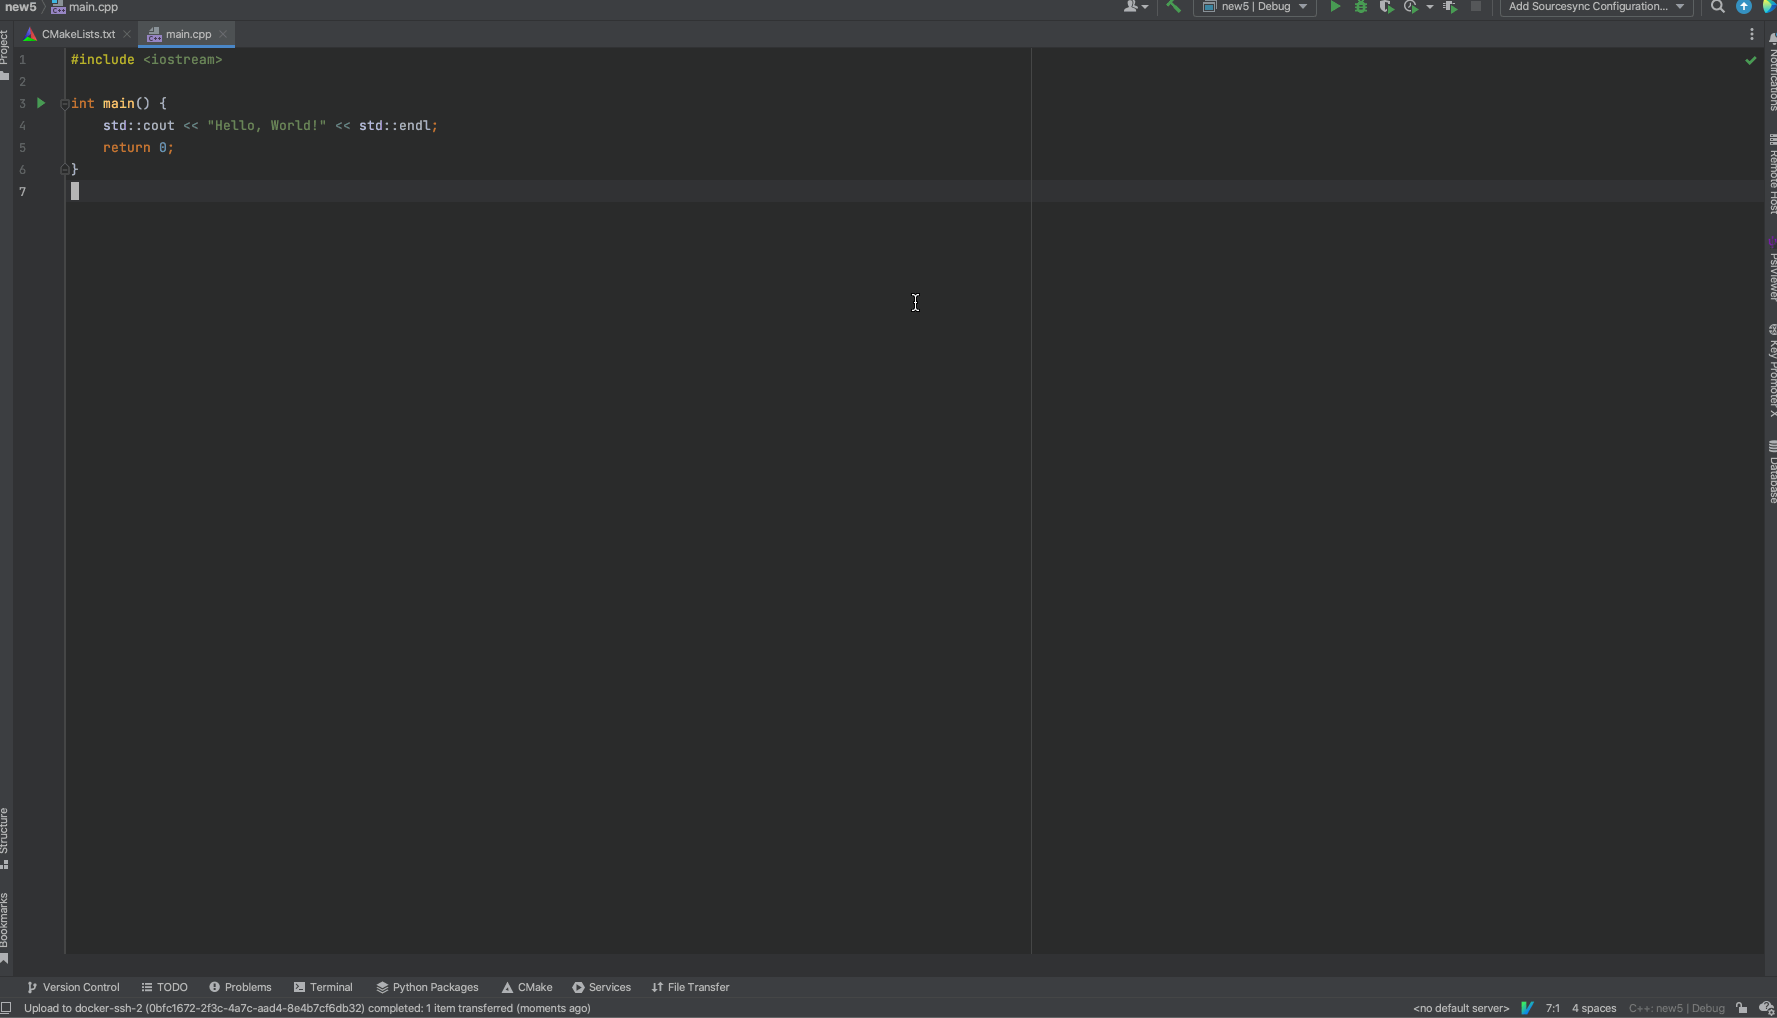 new5 main.cpp
new5 | Debug
Add Sourcesync Configuration...
CMakeLists.txt
main.cpp
1 #include <iostream>
2
3 int main() {
4 std::cout << "Hello, World!" << std::endl;
5 return 0;
6 }
7
Project
Structure
Bookmarks
Notifications
Remote Host
PsiViewer
Key Promoter X
Database
Version Control
TODO
Problems
Terminal
Python Packages
CMake
Services
File Transfer
Upload to docker-ssh-2 (0bfc1672-2f3c-4a7c-aad4-8e4b7cf6db32) completed: 1 item transferred (moments ago)
<no default server>
7:1
4 spaces
C++: new5 | Debug